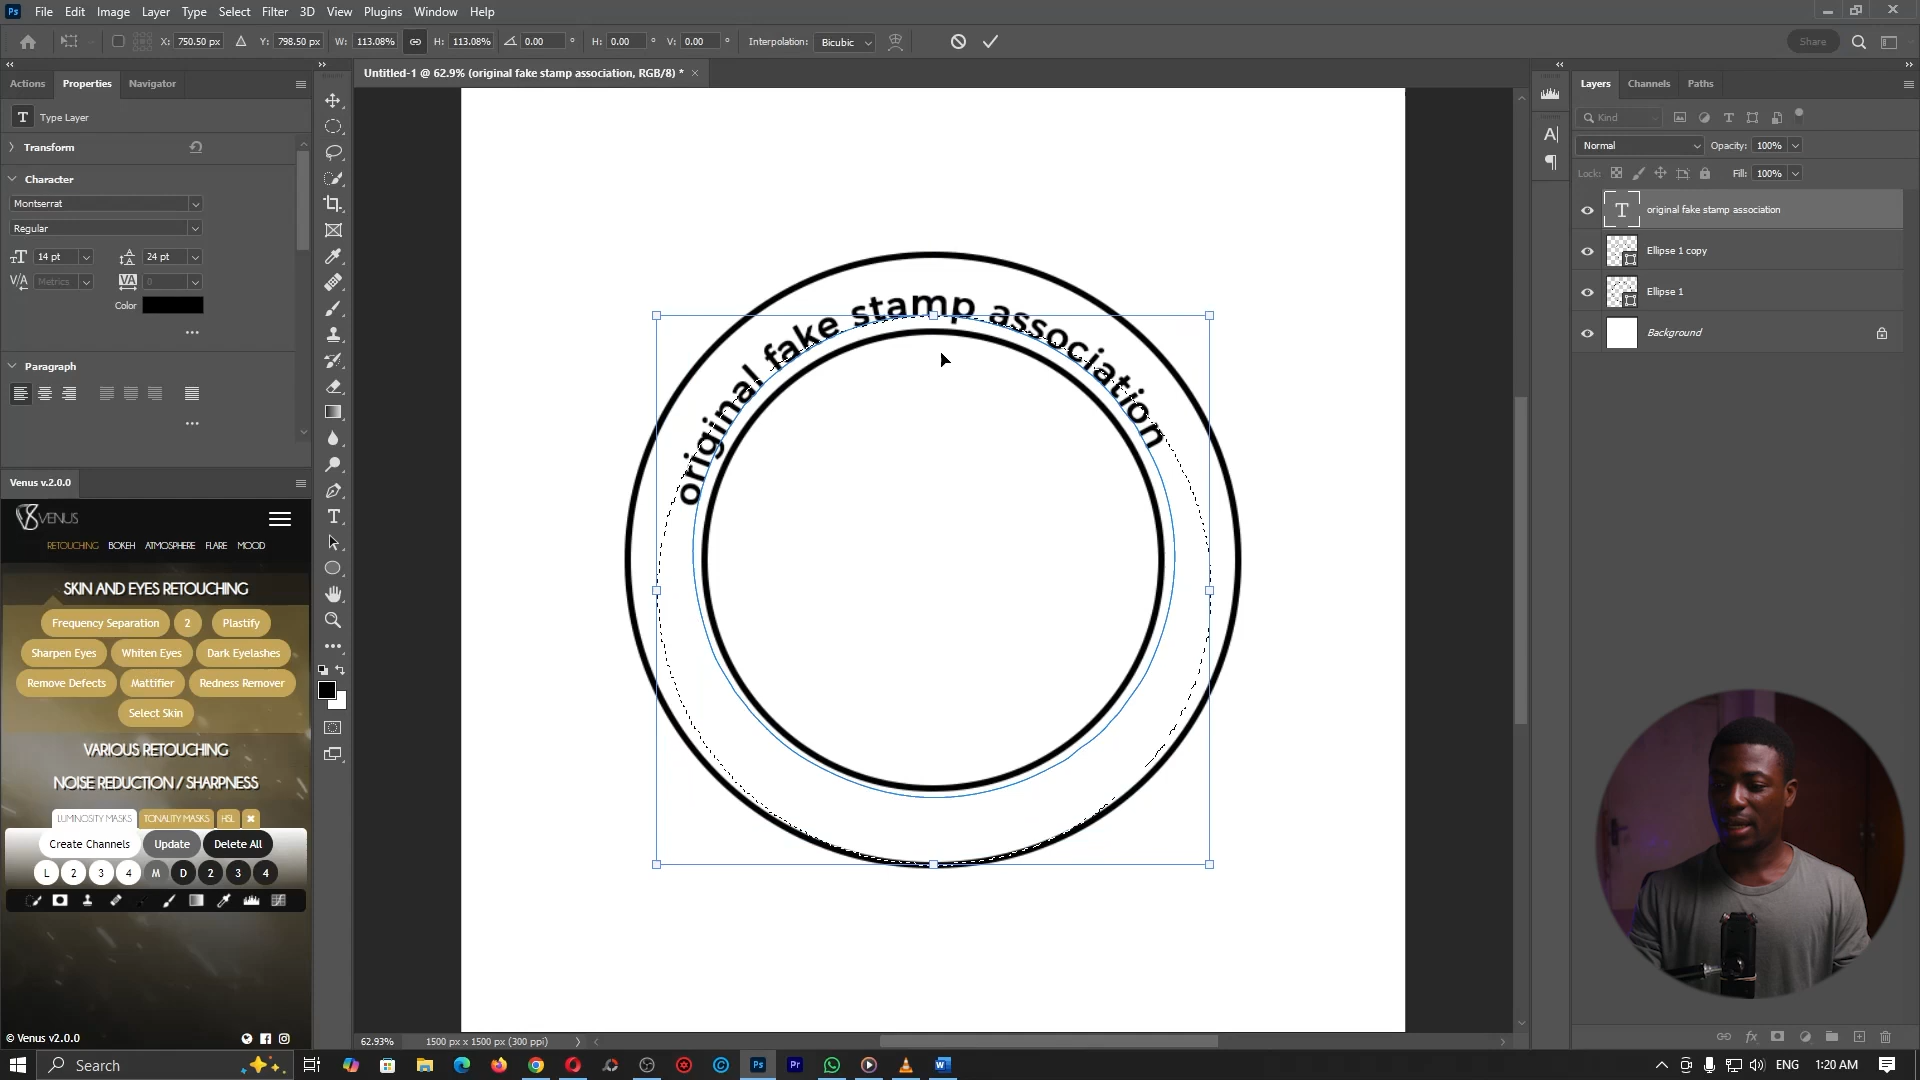 Ps File Edit Image Layer Type Select Filter 3D View Plugins Window Help
X: 750.50 px Y: 798.50 px W: 113.08% H: 113.08% 0.00 ° H: 0.00 ° V: 0.00 ° Interpolation: Bicubic Share
Actions Properties Navigator
Untitled-1 @ 62.9% (original fake stamp association, RGB/8) * ×
Layers Channels Paths
T Type Layer
Kind
Transform
Normal Opacity: 100%
Character
Lock: Fill: 100%
Montserrat
Regular
14 pt 24 pt
Metrics 0
Color
Paragraph
original fake stamp association
Ellipse 1 copy
Ellipse 1
Background
original fake stamp association
Venus v.2.0.0
VENUS
RETOUCHING BOKEH ATMOSPHERE FLARE MOOD
SKIN AND EYES RETOUCHING
Frequency Separation 2 Plastify
Sharpen Eyes Whiten Eyes Dark Eyelashes
Remove Defects Mattifier Redness Remover
Select Skin
VARIOUS RETOUCHING
NOISE REDUCTION / SHARPNESS
LUMINOSITY MASKS TONALITY MASKS HSL
Create Channels Update Delete All
L 2 3 4 M D 2 3 4
© Venus v2.0.0
62.93% 1500 px x 1500 px (300 ppi)
Search
ENG 1:20 AM